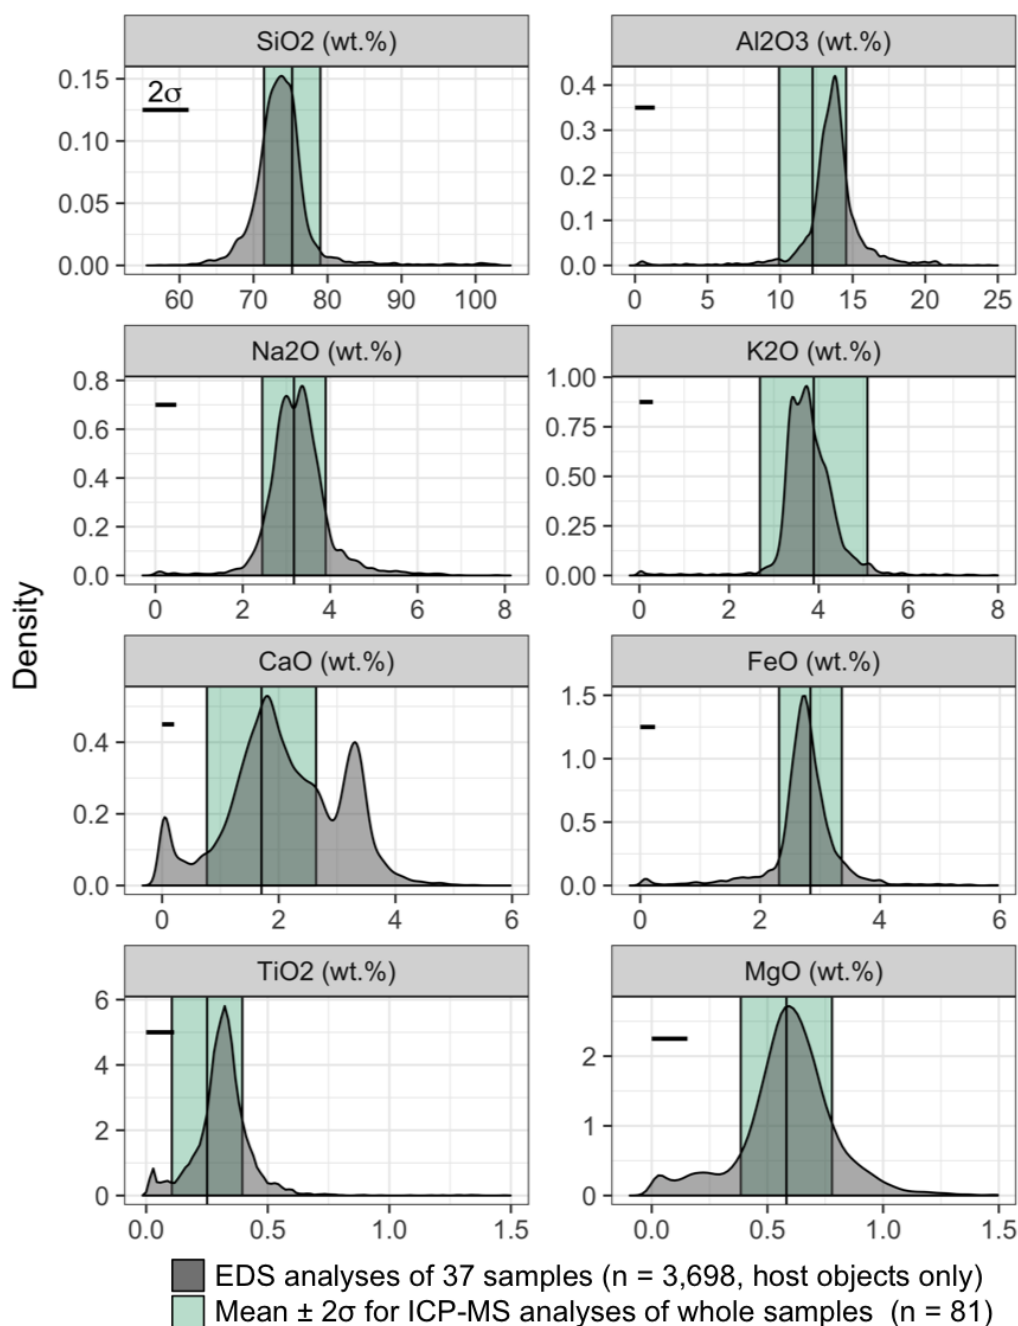 SiO2 (wt.%)
Al2O3 (wt.%)
0.15
0.10
0.05
0.00
2σ
60 70 80 90 100
0.4
0.3
0.2
0.1
0.0
0 5 10 15 20 25
Na2O (wt.%)
K2O (wt.%)
0.8
0.6
0.4
0.2
0.0
0 2 4 6 8
1.00
0.75
0.50
0.25
0.00
0 2 4 6 8
Density
CaO (wt.%)
FeO (wt.%)
0.4
0.2
0.0
0 2 4 6
1.5
1.0
0.5
0.0
0 2 4 6
TiO2 (wt.%)
MgO (wt.%)
6
4
2
0
0.0 0.5 1.0 1.5
2
1
0
0.0 0.5 1.0 1.5
EDS analyses of 37 samples (n = 3,698, host objects only)
Mean ± 2σ for ICP-MS analyses of whole samples (n = 81)